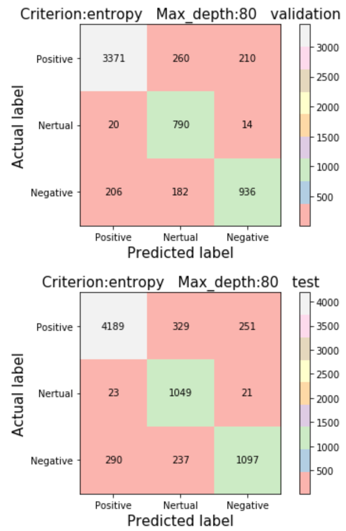 Criterion:entropy Max_depth:80 validation
Actual label
Positive 3371 260 210
Nertual 20 790 14
Negative 206 182 936
Positive Nertual Negative
Predicted label
3000
2500
2000
1500
1000
500
Criterion:entropy Max_depth:80 test
Actual label
Positive 4189 329 251
Nertual 23 1049 21
Negative 290 237 1097
Positive Nertual Negative
Predicted label
4000
3500
3000
2500
2000
1500
1000
500